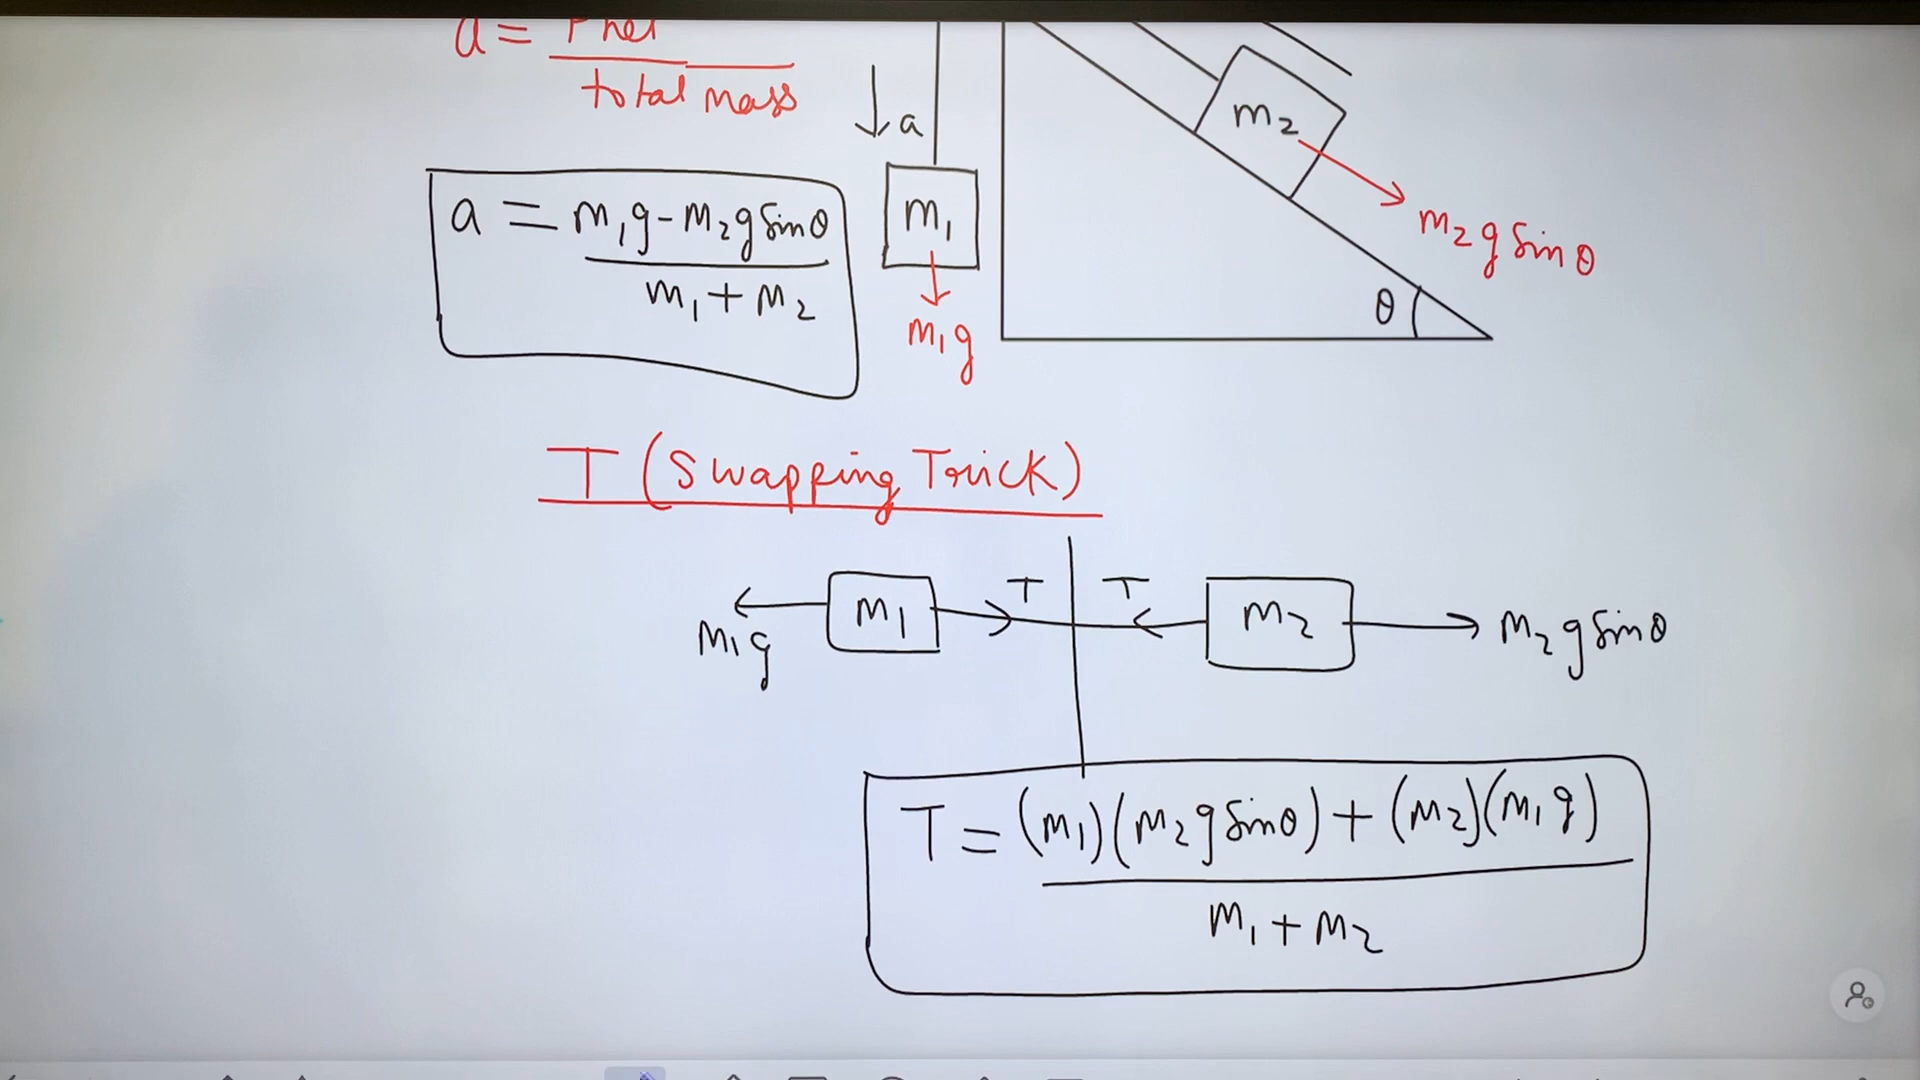 a = Fnet
total mass
a
m₂
m₂g sinθ
a = m₁g - m₂g sinθ
m₁ + m₂
m₁
m₁g
θ
T (Swapping Trick)
T T
m₁ m₂
m₁g m₂g sinθ
T = (m₁)(m₂g sinθ) + (m₂)(m₁g)
m₁ + m₂